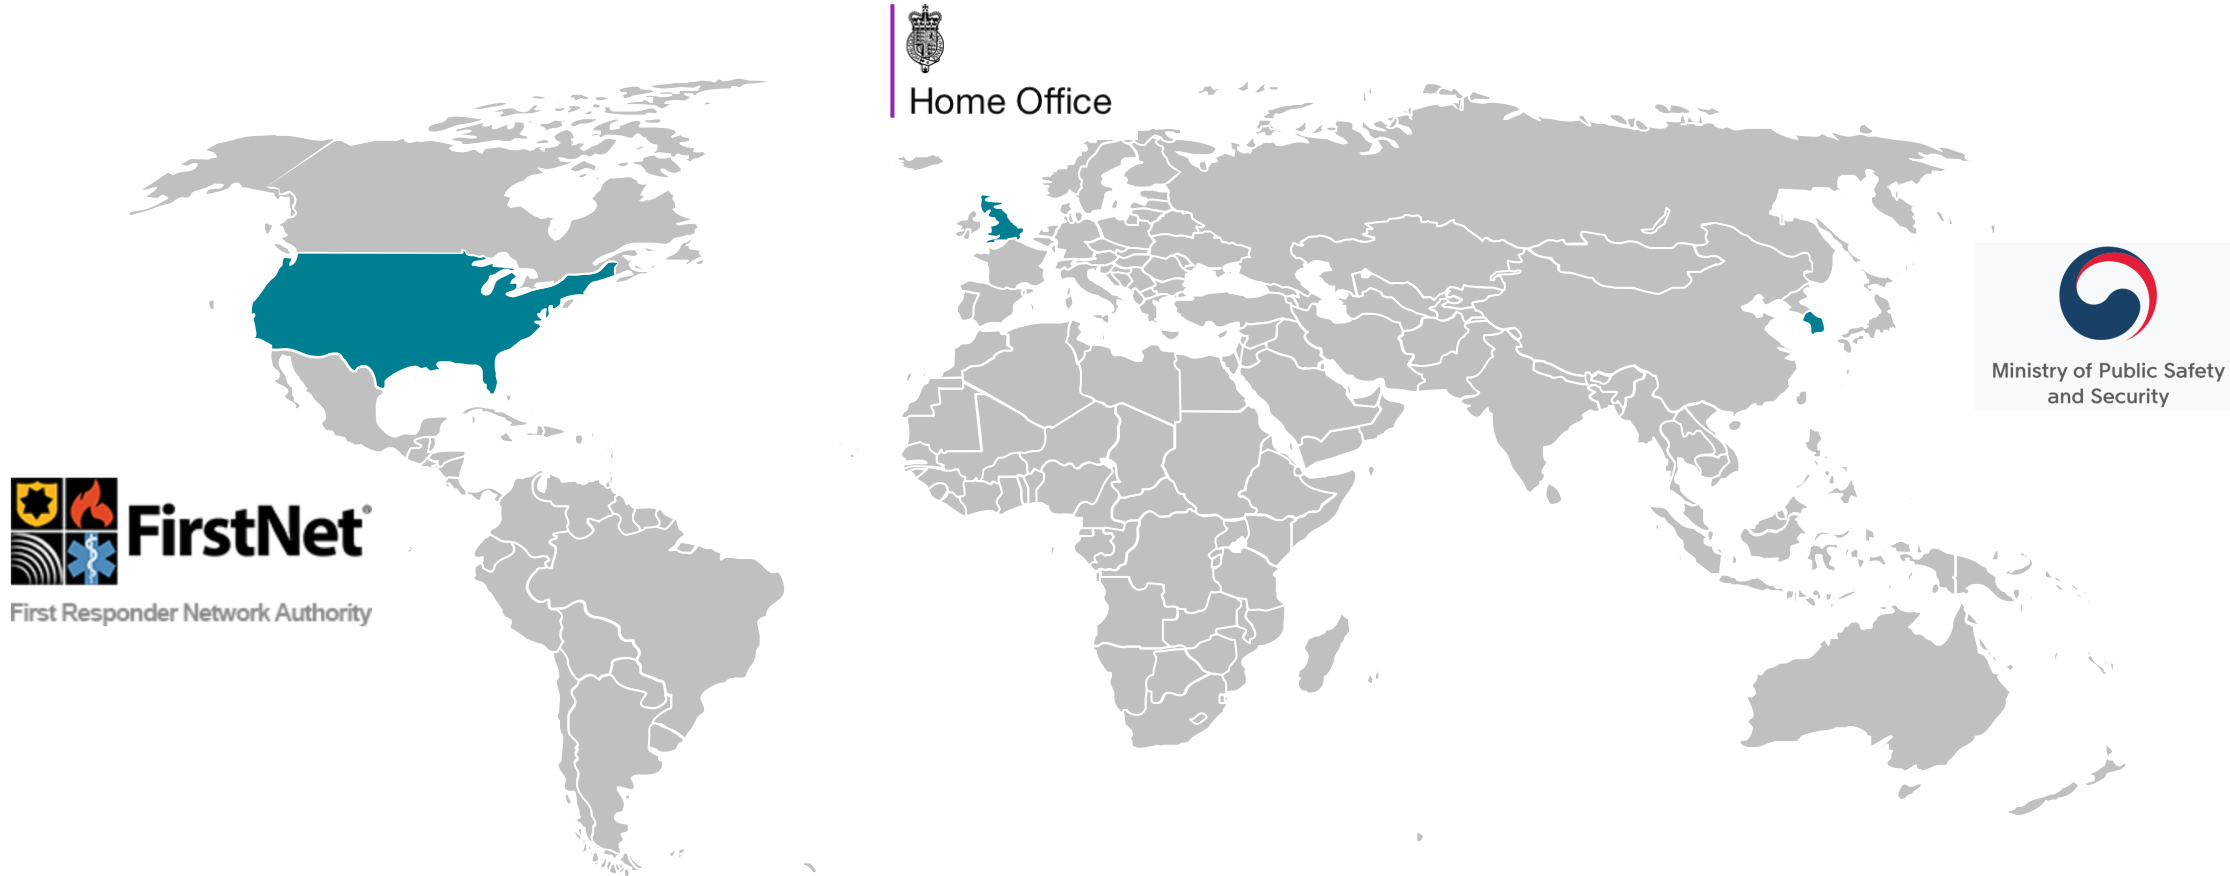 Home Office
Ministry of Public Safety
and Security
FirstNet®
First Responder Network Authority